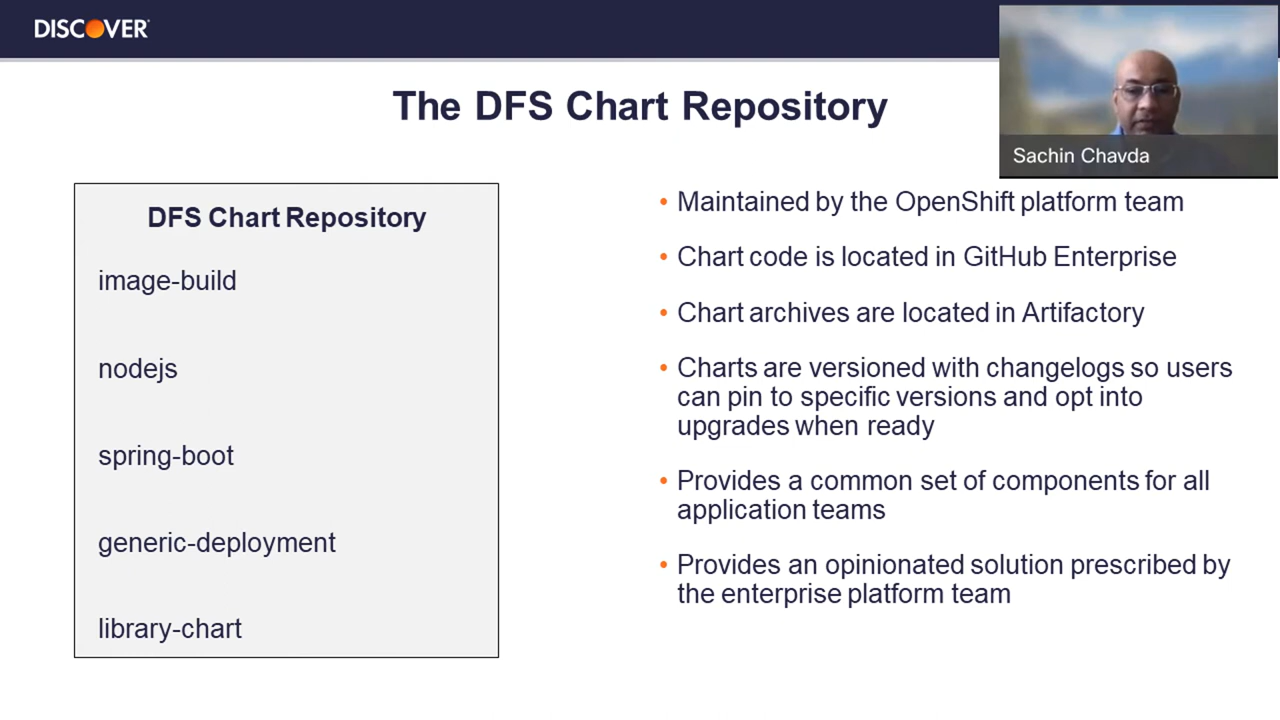 DISCOVER
The DFS Chart Repository
Sachin Chavda
DFS Chart Repository
image-build
nodejs
spring-boot
generic-deployment
library-chart
• Maintained by the OpenShift platform team
• Chart code is located in GitHub Enterprise
• Chart archives are located in Artifactory
• Charts are versioned with changelogs so users
can pin to specific versions and opt into
upgrades when ready
• Provides a common set of components for all
application teams
• Provides an opinionated solution prescribed by
the enterprise platform team